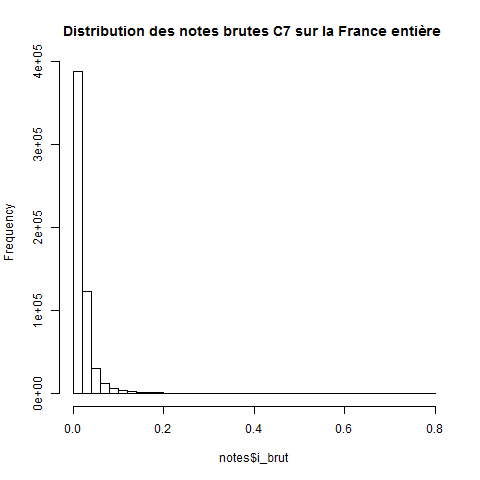 Distribution des notes brutes C7 sur la France entière
Frequency
4e+05
3e+05
2e+05
1e+05
0e+00
0.0 0.2 0.4 0.6 0.8
notes$i_brut